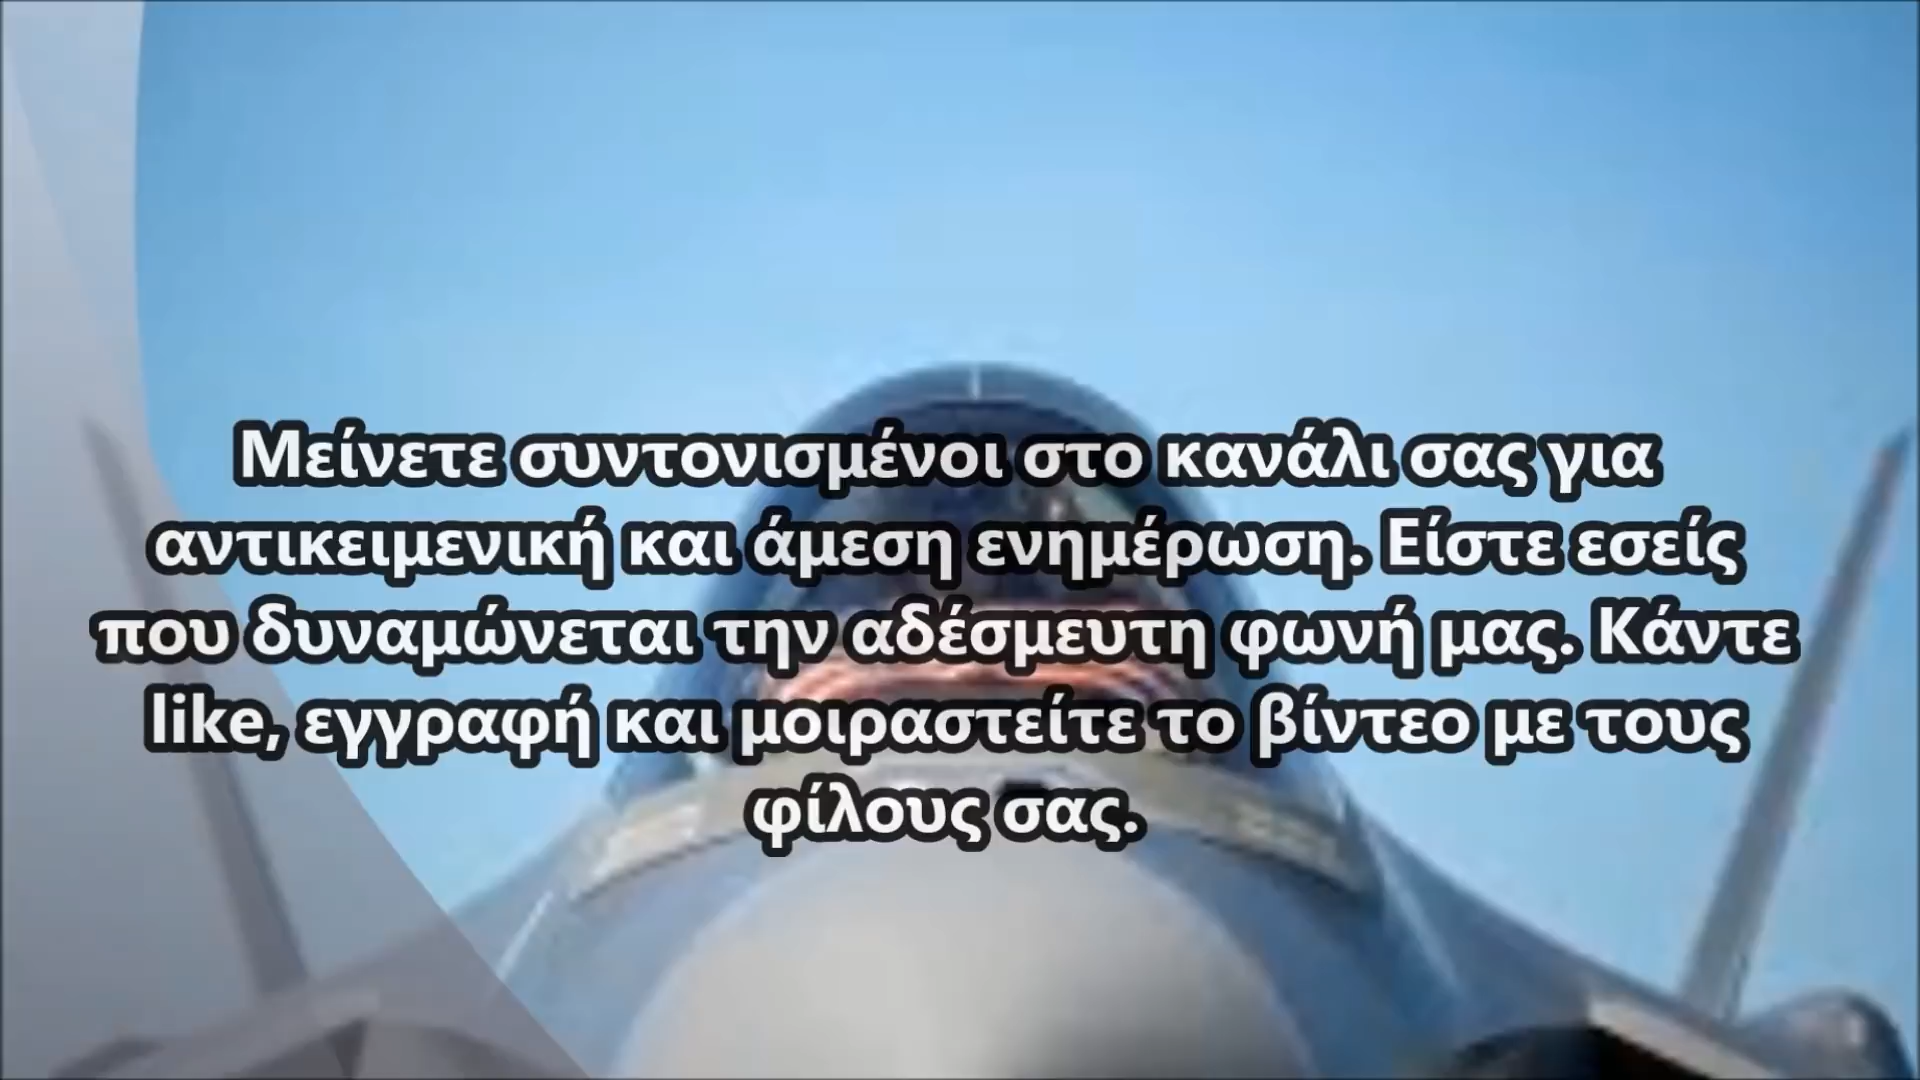 Μείνετε συντονισμένοι στο κανάλι σας για
αντικειμενική και άμεση ενημέρωση. Είστε εσείς
που δυναμώνεται την αδέσμευτη φωνή μας. Κάντε
like, εγγραφή και μοιραστείτε το βίντεο με τους
φίλους σας.